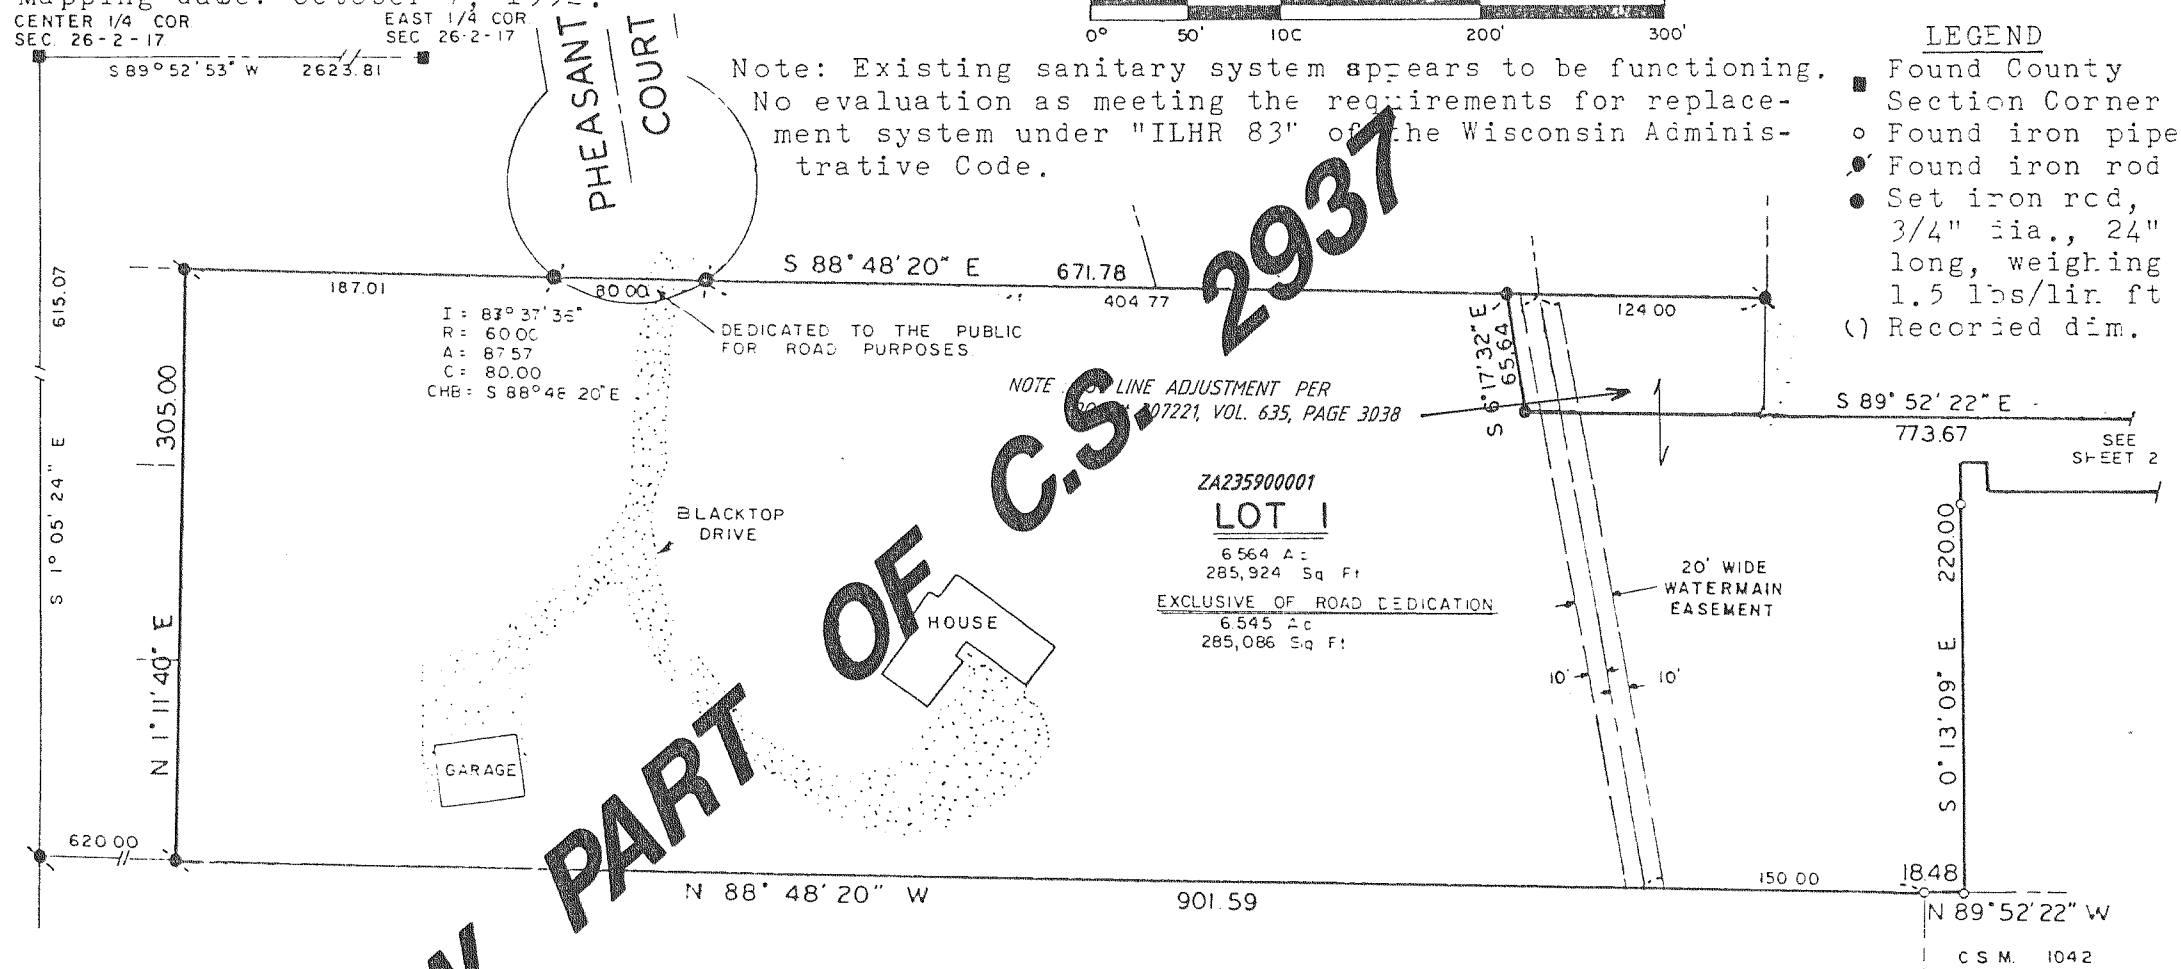 CENTER 1/4 COR
SEC. 26-2-17
EAST 1/4 COR.
SEC 26-2-17
S 89° 52' 53" W 2623.81
PHEASANT
COURT
0° 50' 10C 200' 300'
Note: Existing sanitary system appears to be functioning.
No evaluation as meeting the requirements for replace-
ment system under "ILHR 83" of the Wisconsin Adminis-
trative Code.
LEGEND
Found County
Section Corner
Found iron pipe
Found iron rod
Set iron rod,
3/4" dia., 24"
long, weighing
1.5 lbs/lin ft
() Recorded dim.
615.07
S 1° 05' 24" E
187.01
80.00
S 88° 48' 20" E
671.78
404.77
124.00
I = 83° 37' 36"
R = 60.00
A = 87.57
C = 80.00
CHB = S 88° 48' 20" E
DEDICATED TO THE PUBLIC
FOR ROAD PURPOSES.
305.00
N 1° 11' 40" E
S 6° 17' 32" E
65.64
NOTE LINE ADJUSTMENT PER
VOL. 635, PAGE 3038
S 89° 52' 22" E
773.67
SEE
SHEET 2
ZA235900001
LOT 1
6.564 Ac
285,924 Sq Ft
EXCLUSIVE OF ROAD DEDICATION
6.545 Ac
285,086 Sq Ft
BLACKTOP
DRIVE
HOUSE
GARAGE
20' WIDE
WATERMAIN
EASEMENT
10' 10'
220.00
S 0° 13' 09" E
620.00
N 88° 48' 20" W
901.59
150.00
18.48
N 89° 52' 22" W
C S M. 1042
PART OF C.S. 2937